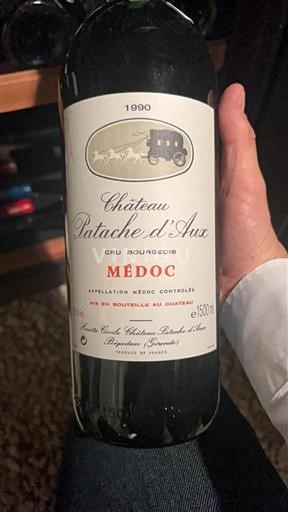 1990
Château
Patache d'Aux
CRU BOURGEOIS
MÉDOC
APPELLATION MÉDOC CONTROLÉE
MIS EN BOUTEILLE AU CHATEAU
e 1500 ml
Société Civile Château Patache d'Aux
Bégadan (Gironde)
PRODUCE OF FRANCE